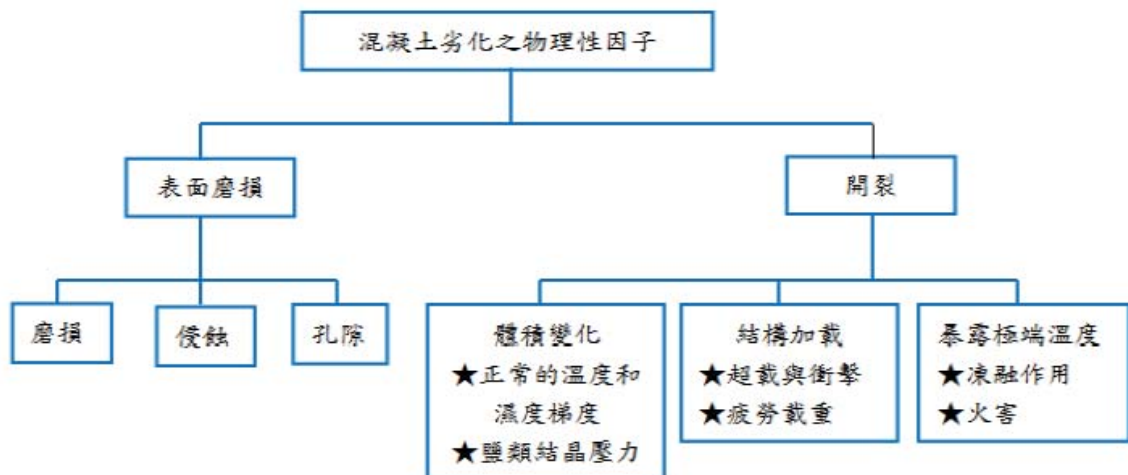 混凝土劣化之物理性因子
表面磨損
開裂
磨損
侵蝕
孔隙
體積變化
★正常的溫度和
濕度梯度
★鹽類結晶壓力
結構加載
★超載與衝擊
★疲勞載重
暴露極端溫度
★凍融作用
★火害